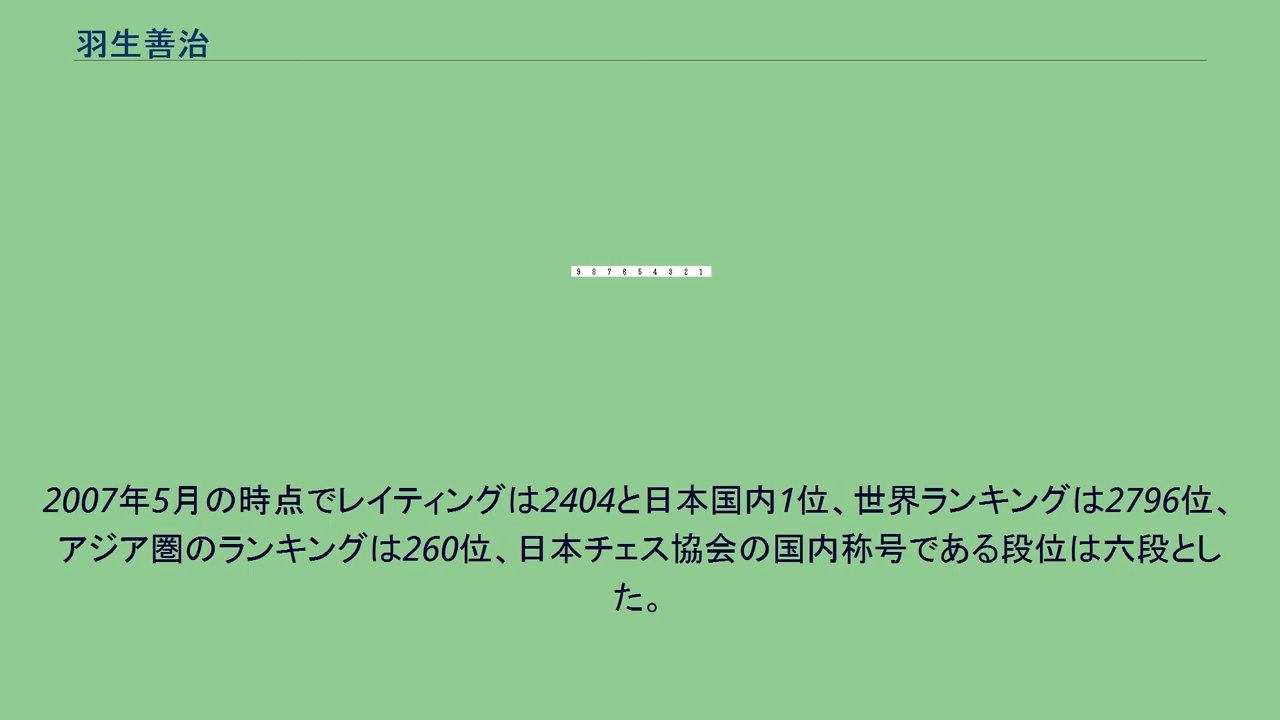 羽生善治
9 8 7 6 5 4 3 2 1
2007年5月の時点でレイティングは2404と日本国内1位、世界ランキングは2796位、
アジア圏のランキングは260位、日本チェス協会の国内称号である段位は六段とし
た。